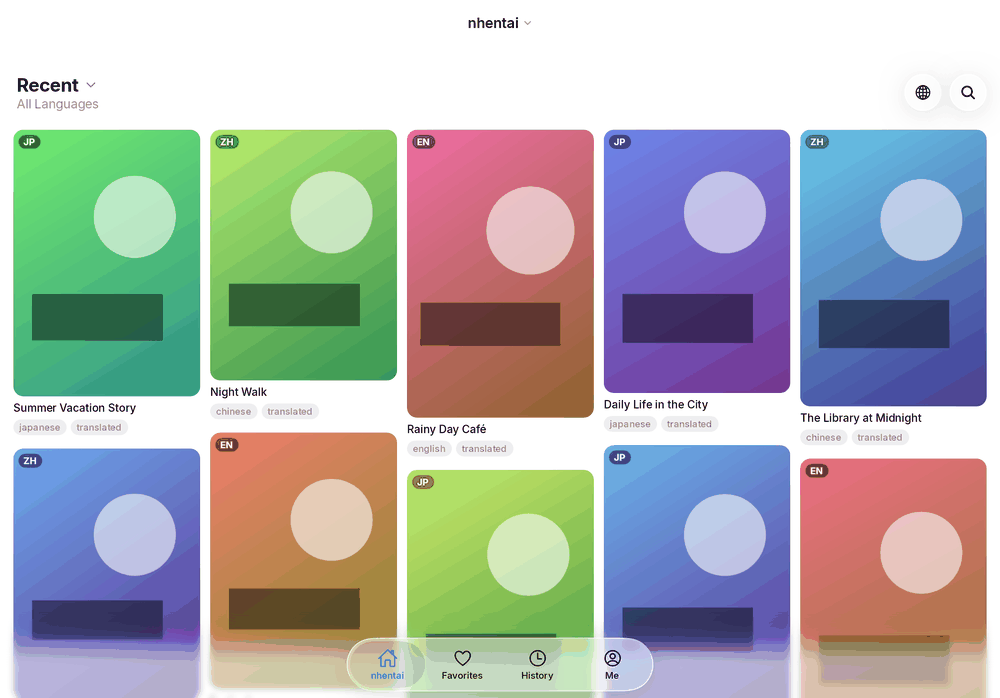 nhentai
Recent
All Languages
JP
Summer Vacation Story
japanese translated
ZH
Night Walk
chinese translated
EN
Rainy Day Café
english translated
JP
Daily Life in the City
japanese translated
ZH
The Library at Midnight
chinese translated
ZH
EN
JP
JP
EN
nhentai
Favorites
History
Me